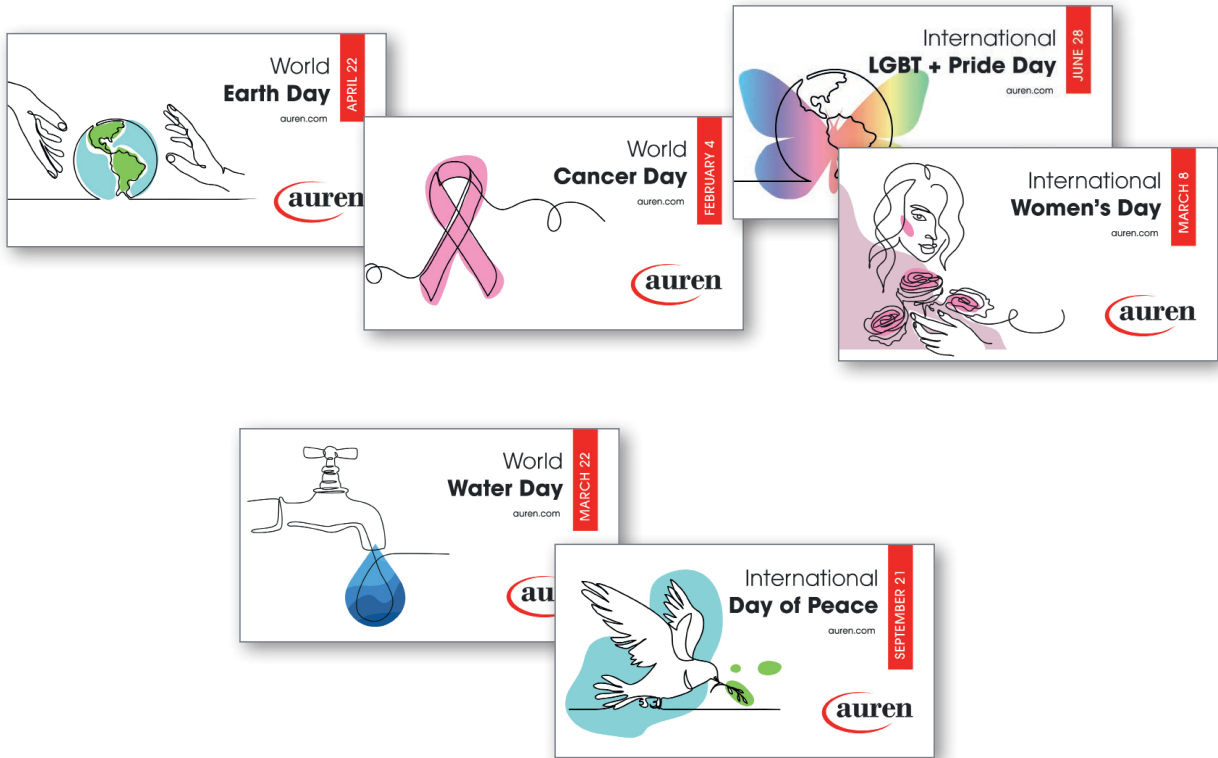 World
Earth Day
auren.com
APRIL 22
auren
World
Cancer Day
auren.com
FEBRUARY 4
auren
International
LGBT + Pride Day
auren.com
JUNE 28
International
Women's Day
auren.com
MARCH 8
auren
World
Water Day
auren.com
MARCH 22
au
International
Day of Peace
auren.com
SEPTEMBER 21
auren